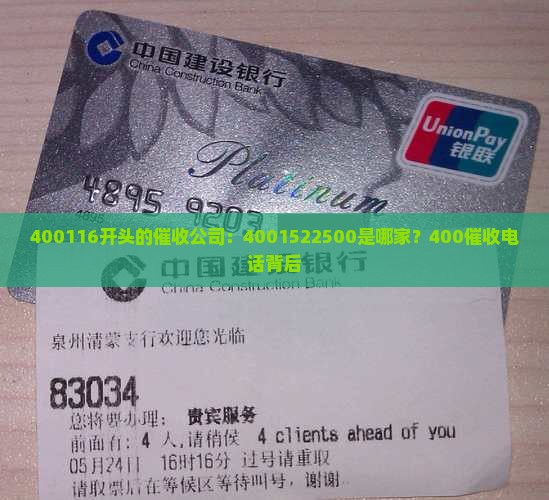 中国建设银行
China Construction Bank
UnionPay
银联
Platinum
4895 9203
400116开头的催收公司：4001522500是哪家？400催收电
话背后
中国建设银行
China Construction Bank
泉州清蒙支行欢迎您光临
83034
您将要办理: 贵宾服务
前面有: 4 人,请稍侯 4 clients ahead of you
05月24日 16时16分 过号请重取
请取票后在等候区等待叫号, 谢谢